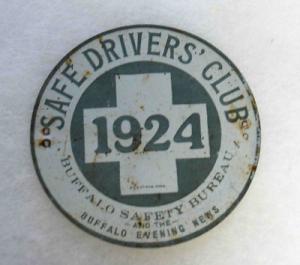 SAFE DRIVERS' CLUB
1924
BUFFALO SAFETY BUREAU
AND THE
BUFFALO EVENING NEWS